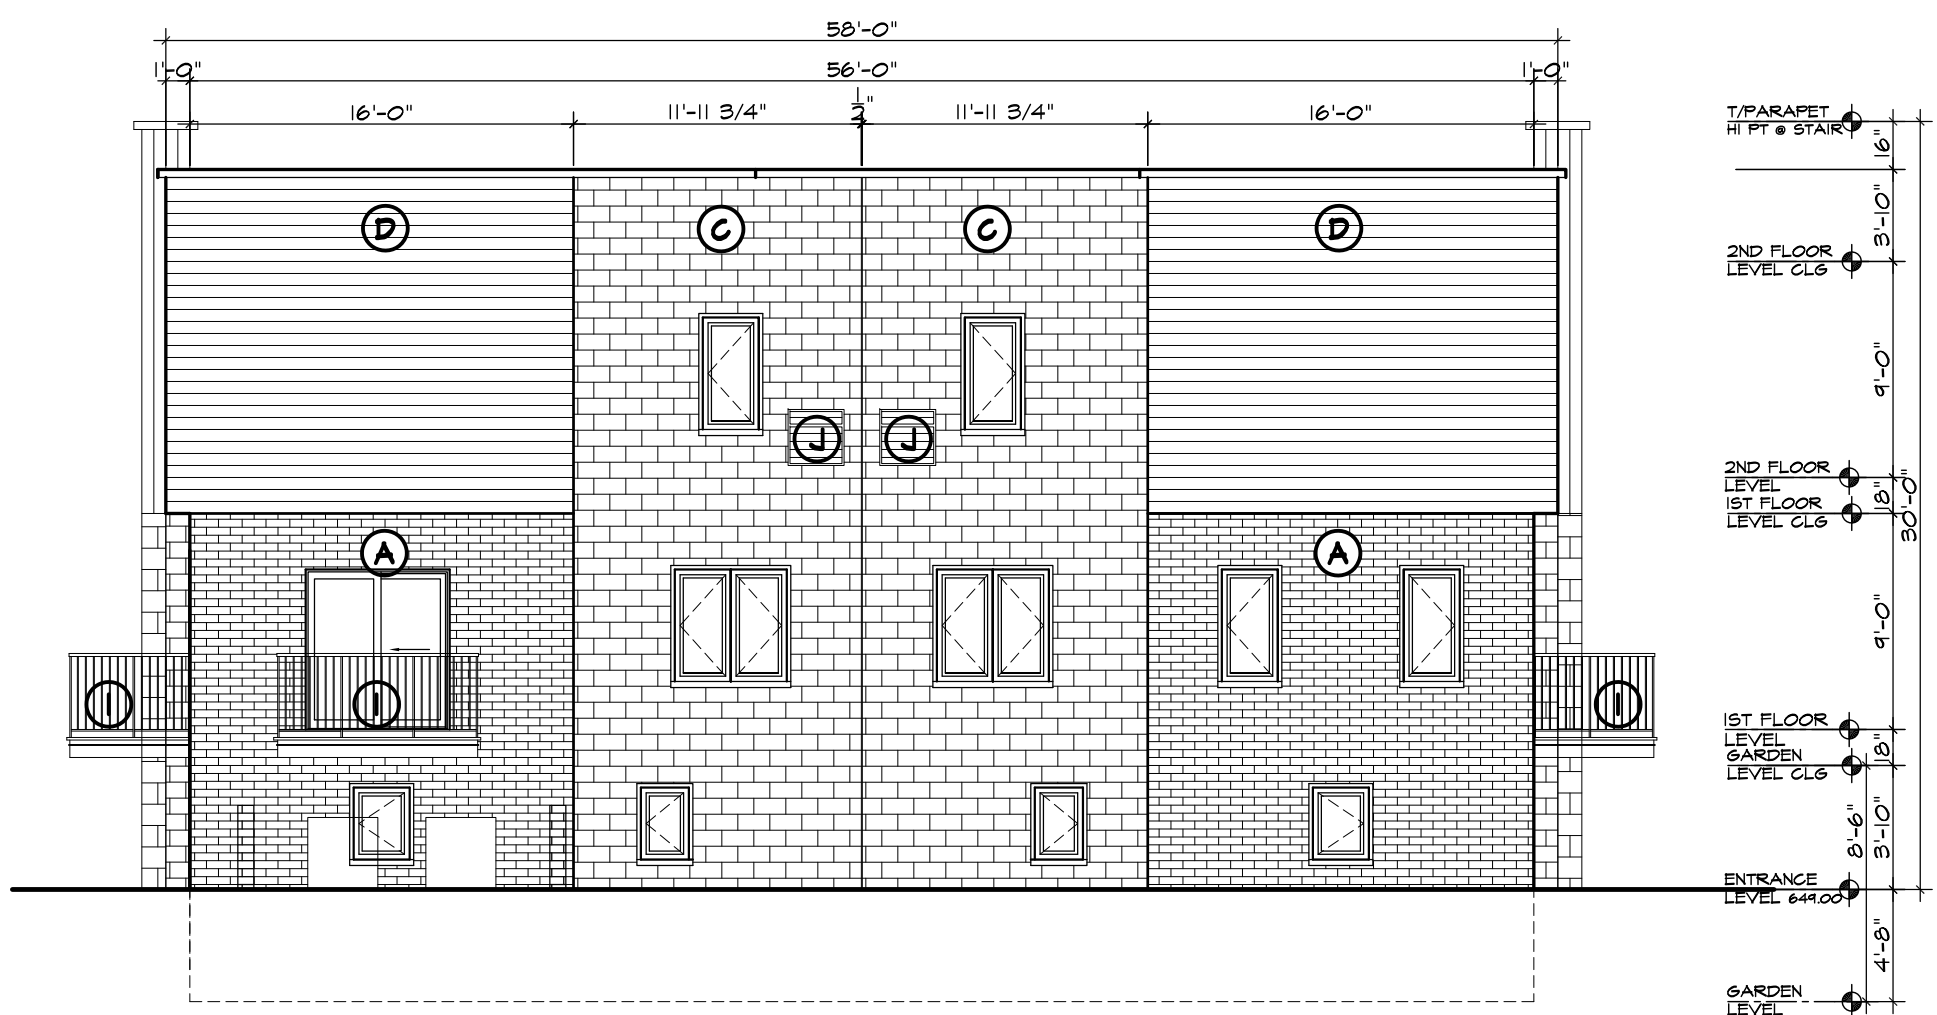 58'-0"
1'-0"
56'-0"
1'-0"
16'-0"
11'-11 3/4"
1/2"
11'-11 3/4"
16'-0"
T/PARAPET
HI PT @ STAIR
16"
3'-10"
D
C
C
D
2ND FLOOR
LEVEL CLG
9'-0"
J
J
2ND FLOOR
LEVEL
18"
30'-0"
1ST FLOOR
LEVEL CLG
A
A
9'-0"
I
I
I
1ST FLOOR
LEVEL
18"
GARDEN
LEVEL CLG
8'-6"
3'-10"
ENTRANCE
LEVEL 649.00
4'-8"
GARDEN
LEVEL